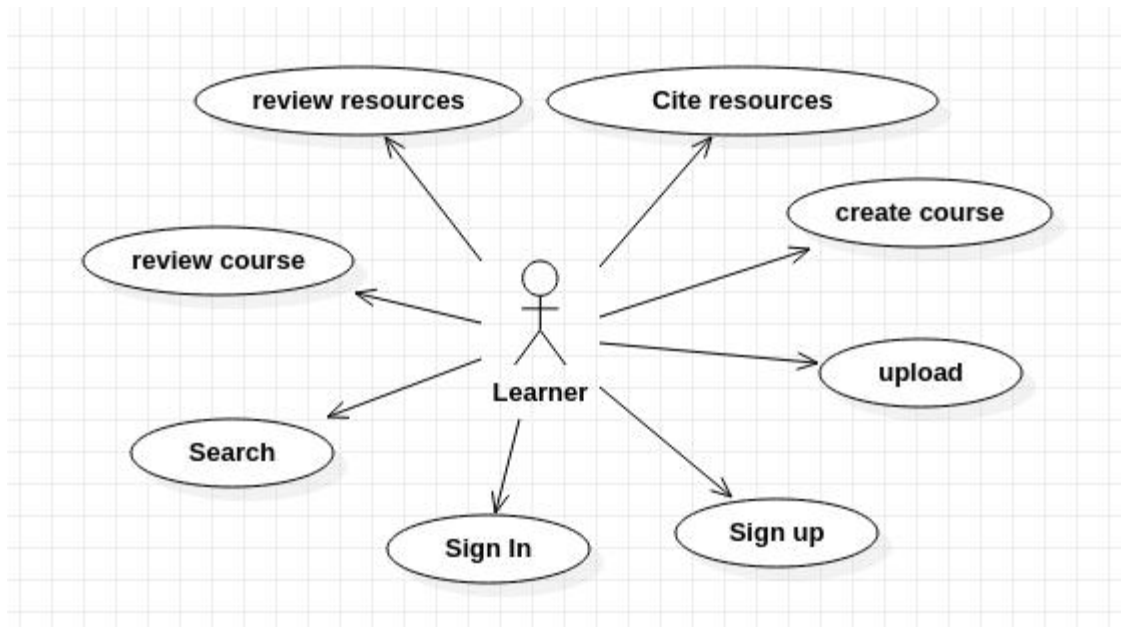 review resources
Cite resources
create course
review course
upload
Learner
Search
Sign up
Sign In